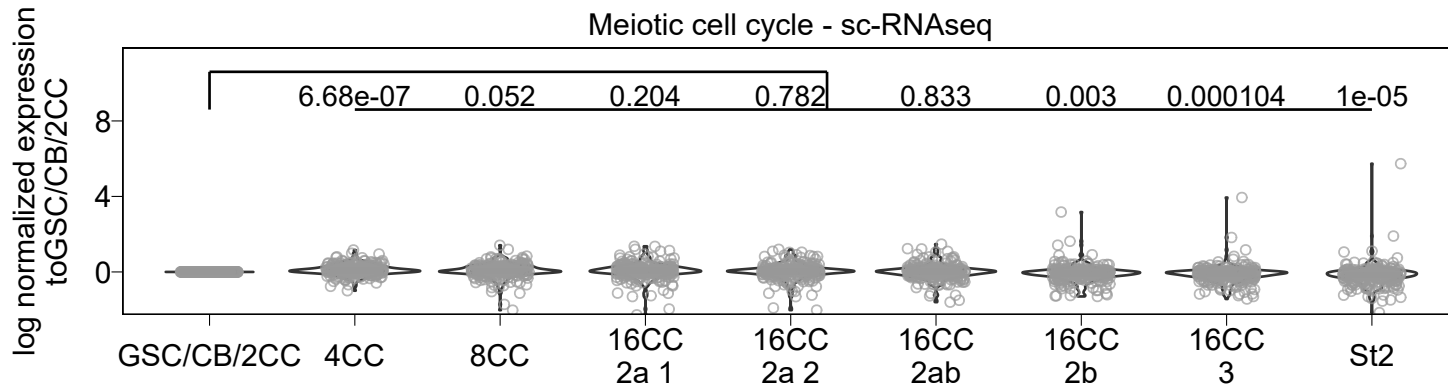 Meiotic cell cycle - sc-RNAseq
log normalized expression
toGSC/CB/2CC
6.68e-07 0.052 0.204 0.782 0.833 0.003 0.000104 1e-05
8
4
0
GSC/CB/2CC 4CC 8CC 16CC 16CC 16CC 16CC 16CC St2
2a 1 2a 2 2ab 2b 3